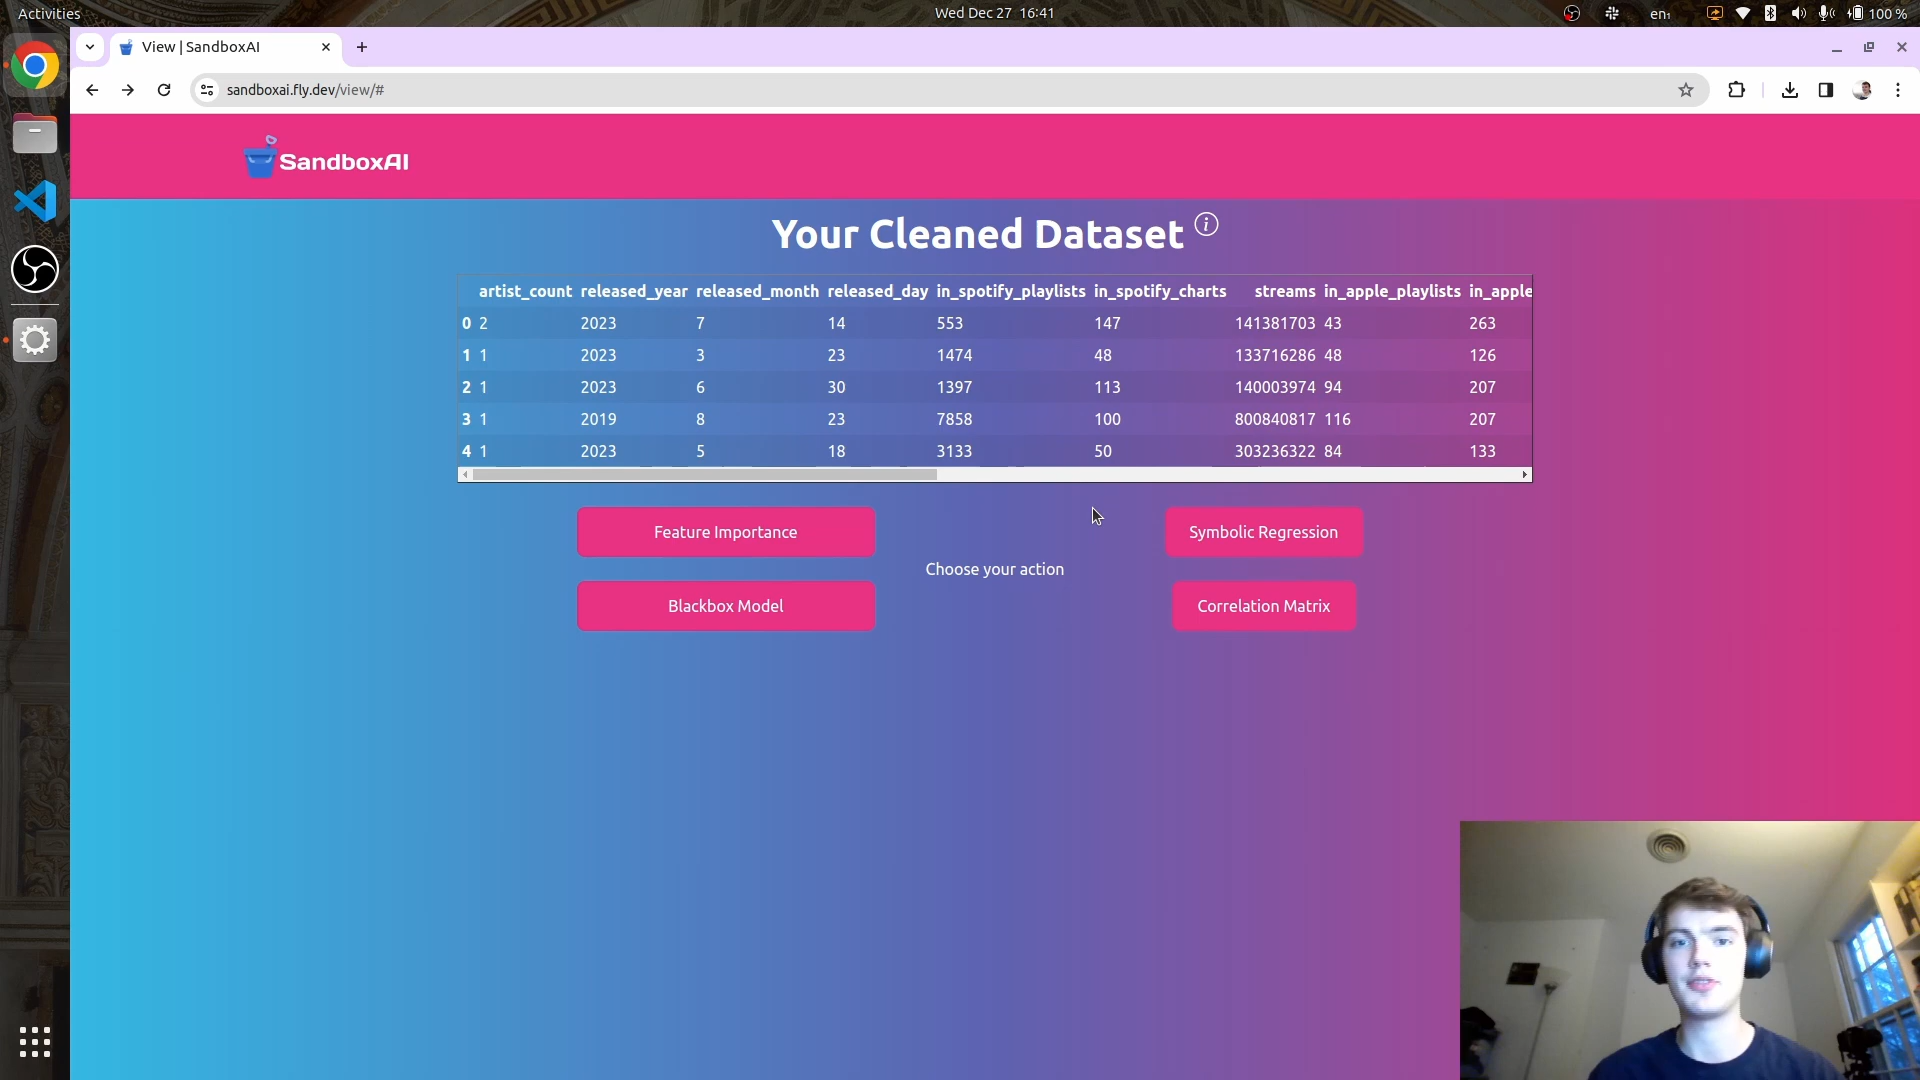 Activities
Wed Dec 27 16:41
en₁
100 %
View | SandboxAI
sandboxai.fly.dev/view/#
SandboxAI
Your Cleaned Dataset i
artist_count released_year released_month released_day in_spotify_playlists in_spotify_charts streams in_apple_playlists in_apple
0 2 2023 7 14 553 147 141381703 43 263
1 1 2023 3 23 1474 48 133716286 48 126
2 1 2023 6 30 1397 113 140003974 94 207
3 1 2019 8 23 7858 100 800840817 116 207
4 1 2023 5 18 3133 50 303236322 84 133
Feature Importance
Symbolic Regression
Choose your action
Blackbox Model
Correlation Matrix